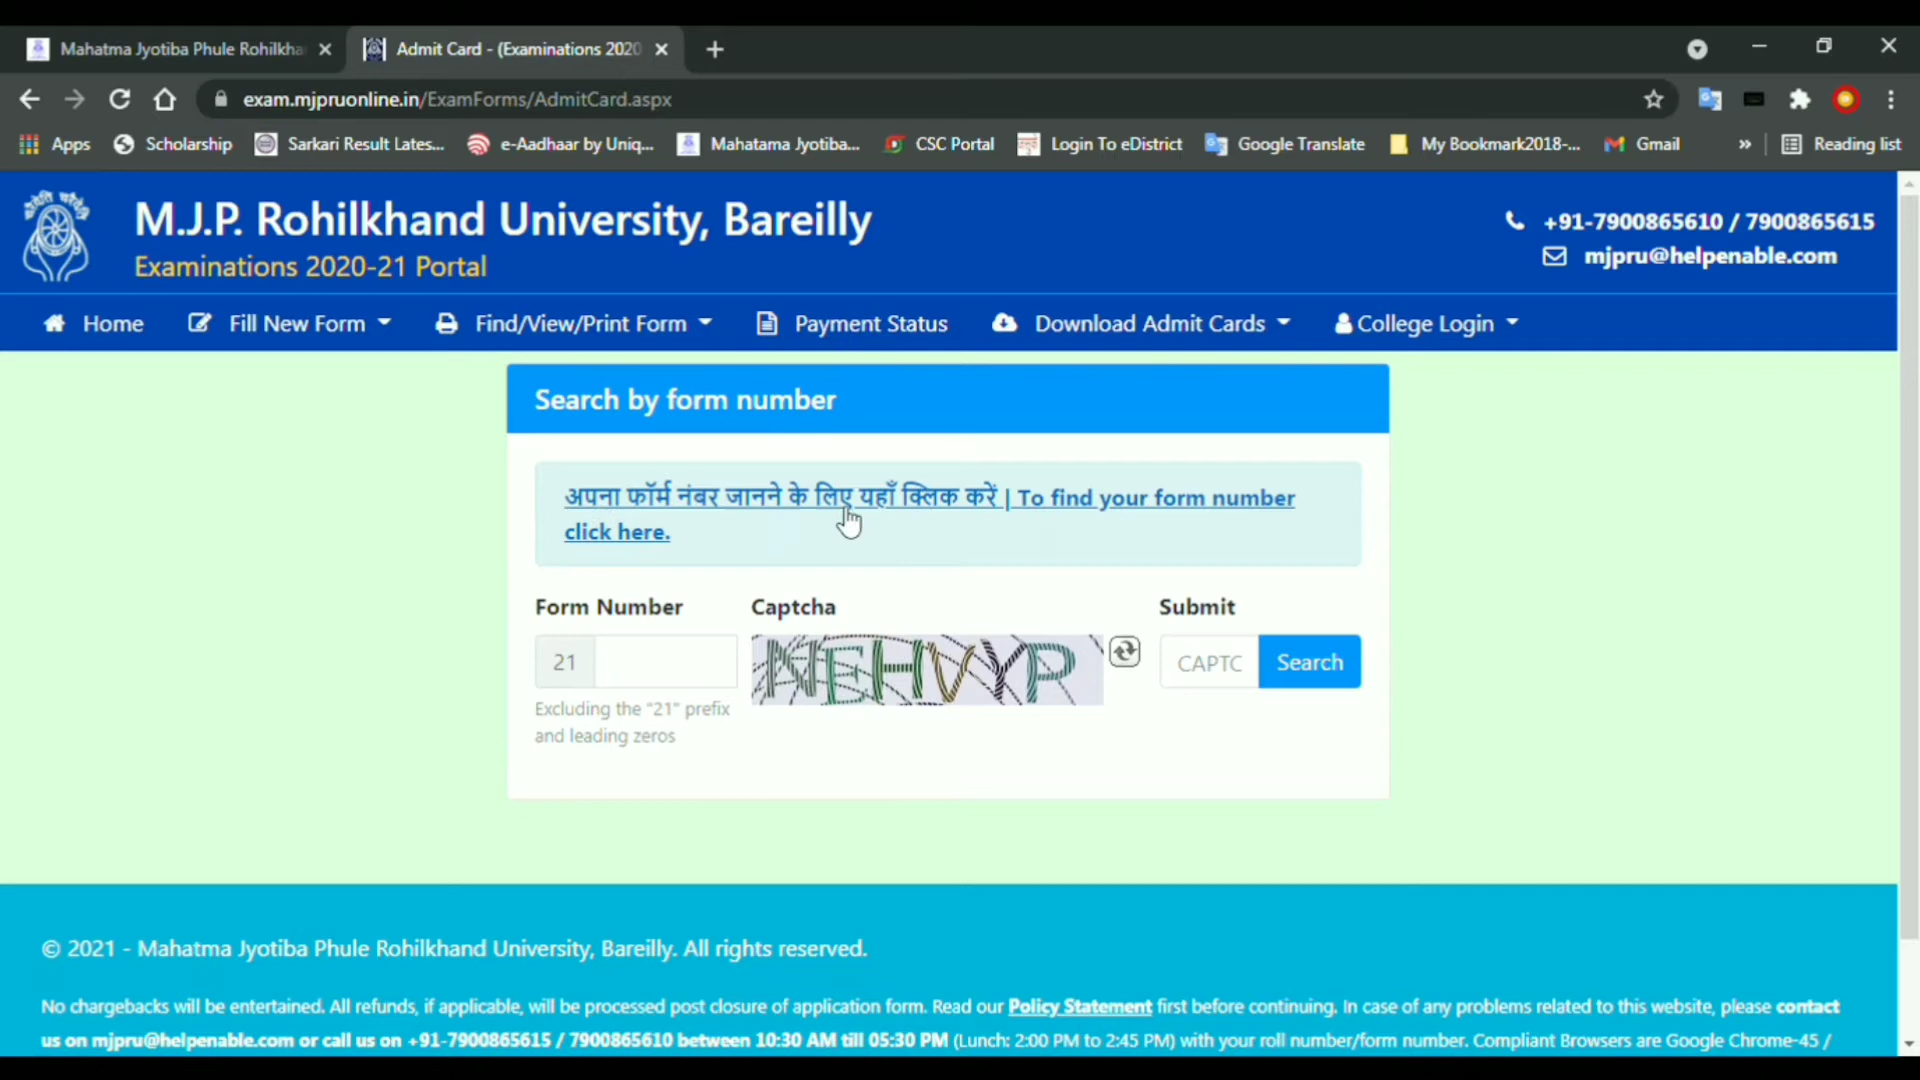 Mahatma Jyotiba Phule Rohilkha
Admit Card - (Examinations 2020
exam.mjpruonline.in/ExamForms/AdmitCard.aspx
Apps
Scholarship
Sarkari Result Lates...
e-Aadhaar by Uniq...
Mahatama Jyotiba...
CSC Portal
Login To eDistrict
Google Translate
My Bookmark2018-...
Gmail
»
Reading list
M.J.P. Rohilkhand University, Bareilly
Examinations 2020-21 Portal
+91-7900865610 / 7900865615
mjpru@helpenable.com
Home
Fill New Form
Find/View/Print Form
Payment Status
Download Admit Cards
College Login
Search by form number
अपना फॉर्म नंबर जानने के लिए यहाँ क्लिक करें | To find your form number
click here.
Form Number
Captcha
Submit
21
NEHVYP
CAPTC
Search
Excluding the "21" prefix
and leading zeros
© 2021 - Mahatma Jyotiba Phule Rohilkhand University, Bareilly. All rights reserved.
No chargebacks will be entertained. All refunds, if applicable, will be processed post closure of application form. Read our Policy Statement first before continuing. In case of any problems related to this website, please contact
us on mjpru@helpenable.com or call us on +91-7900865615 / 7900865610 between 10:30 AM till 05:30 PM (Lunch: 2:00 PM to 2:45 PM) with your roll number/form number. Compliant Browsers are Google Chrome-45 /